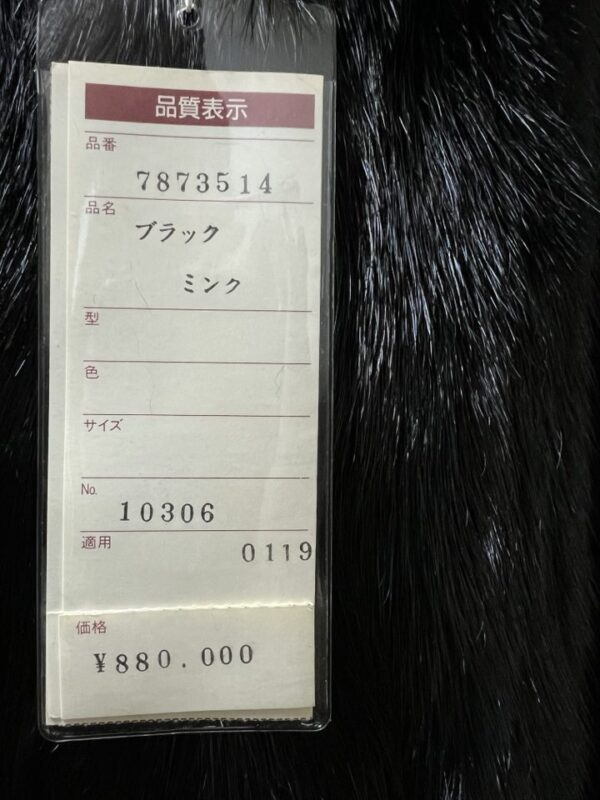 品質表示
品番
7873514
品名
ブラック
ミンク
型
色
サイズ
No.
10306
適用
0119
価格
¥880.000